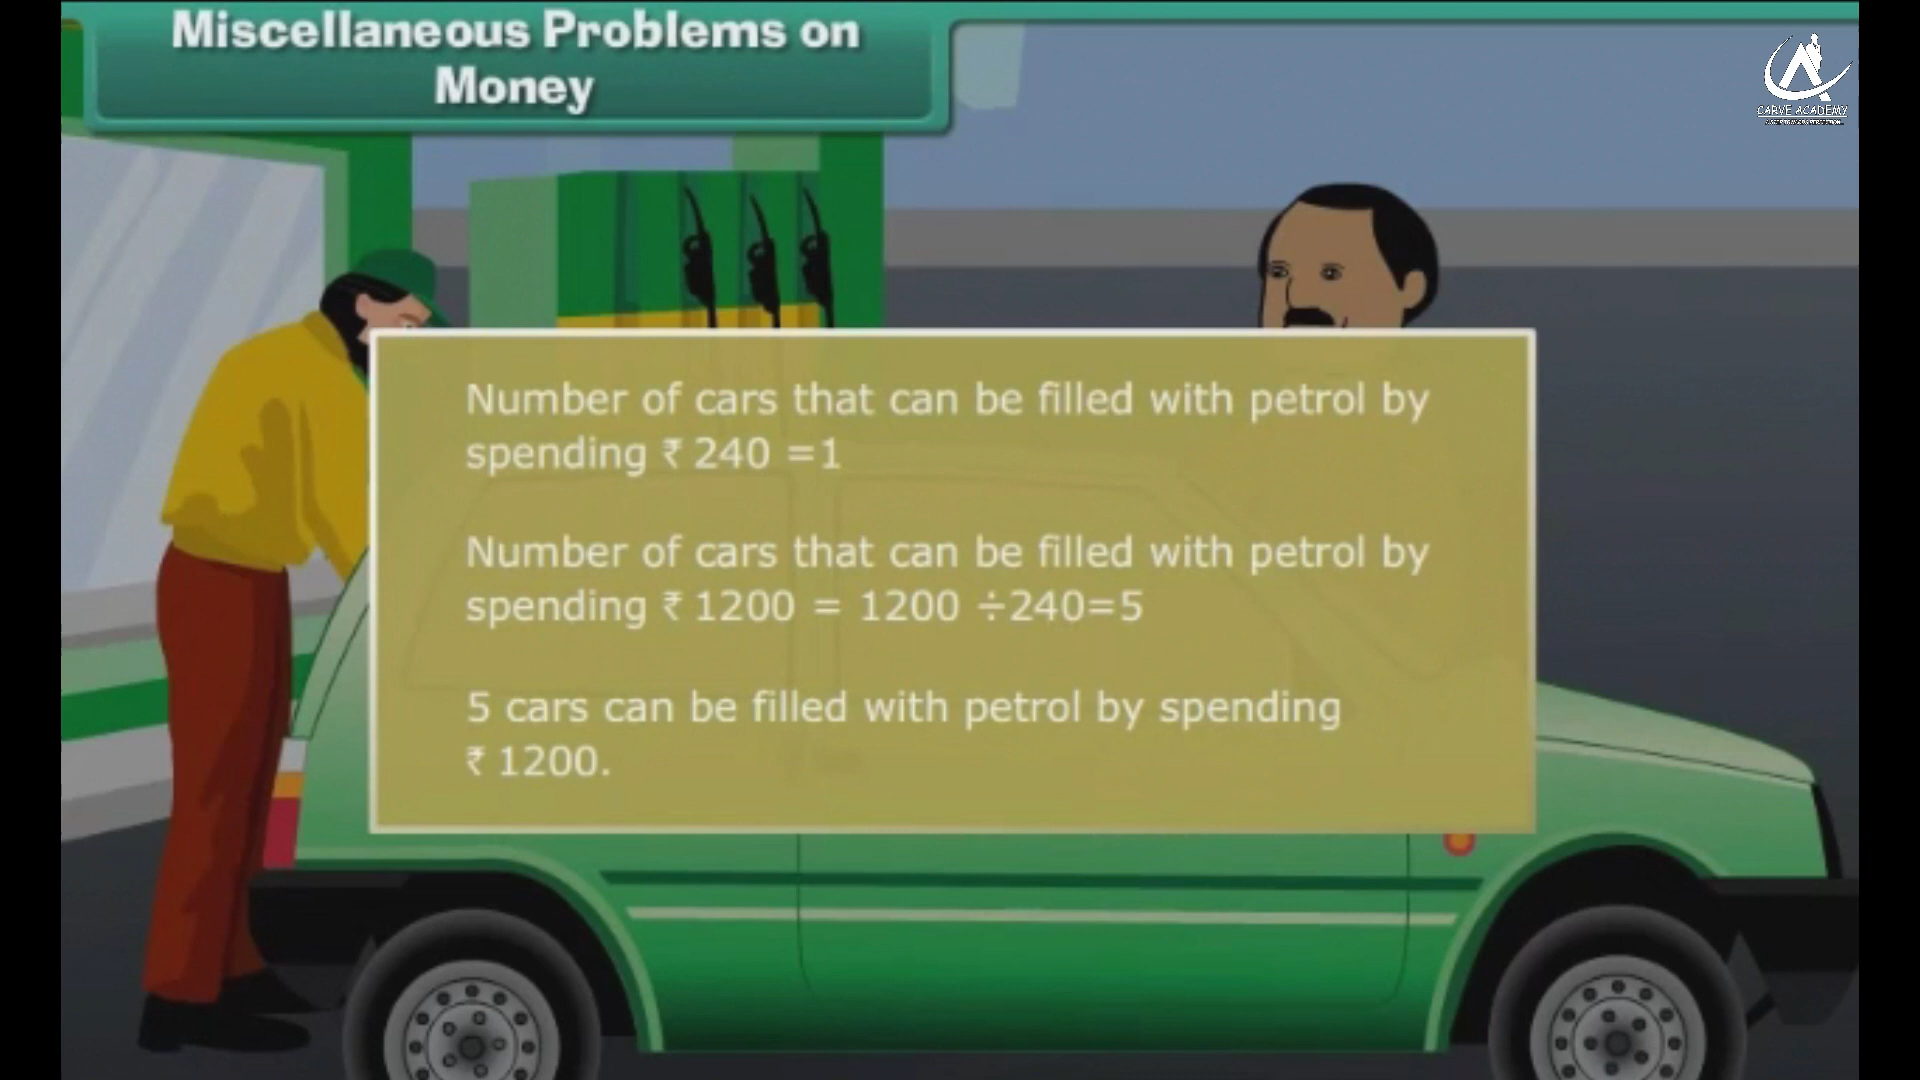 Miscellaneous Problems on
Money
CARVE ACADEMY
Number of cars that can be filled with petrol by
spending ₹ 240 =1
Number of cars that can be filled with petrol by
spending ₹ 1200 = 1200 ÷240=5
5 cars can be filled with petrol by spending
₹ 1200.